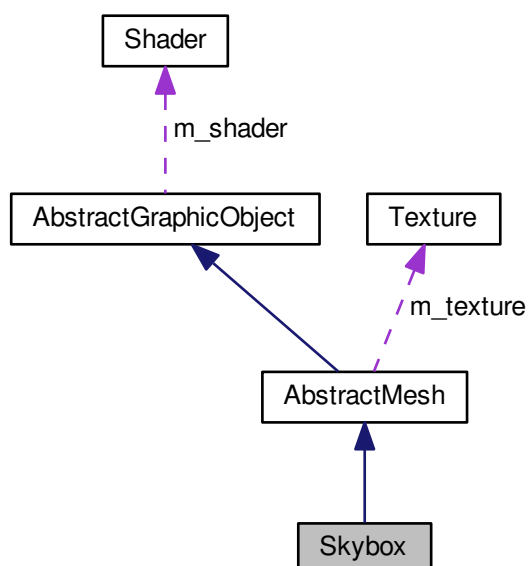 Shader
m_shader
AbstractGraphicObject
Texture
m_texture
AbstractMesh
Skybox